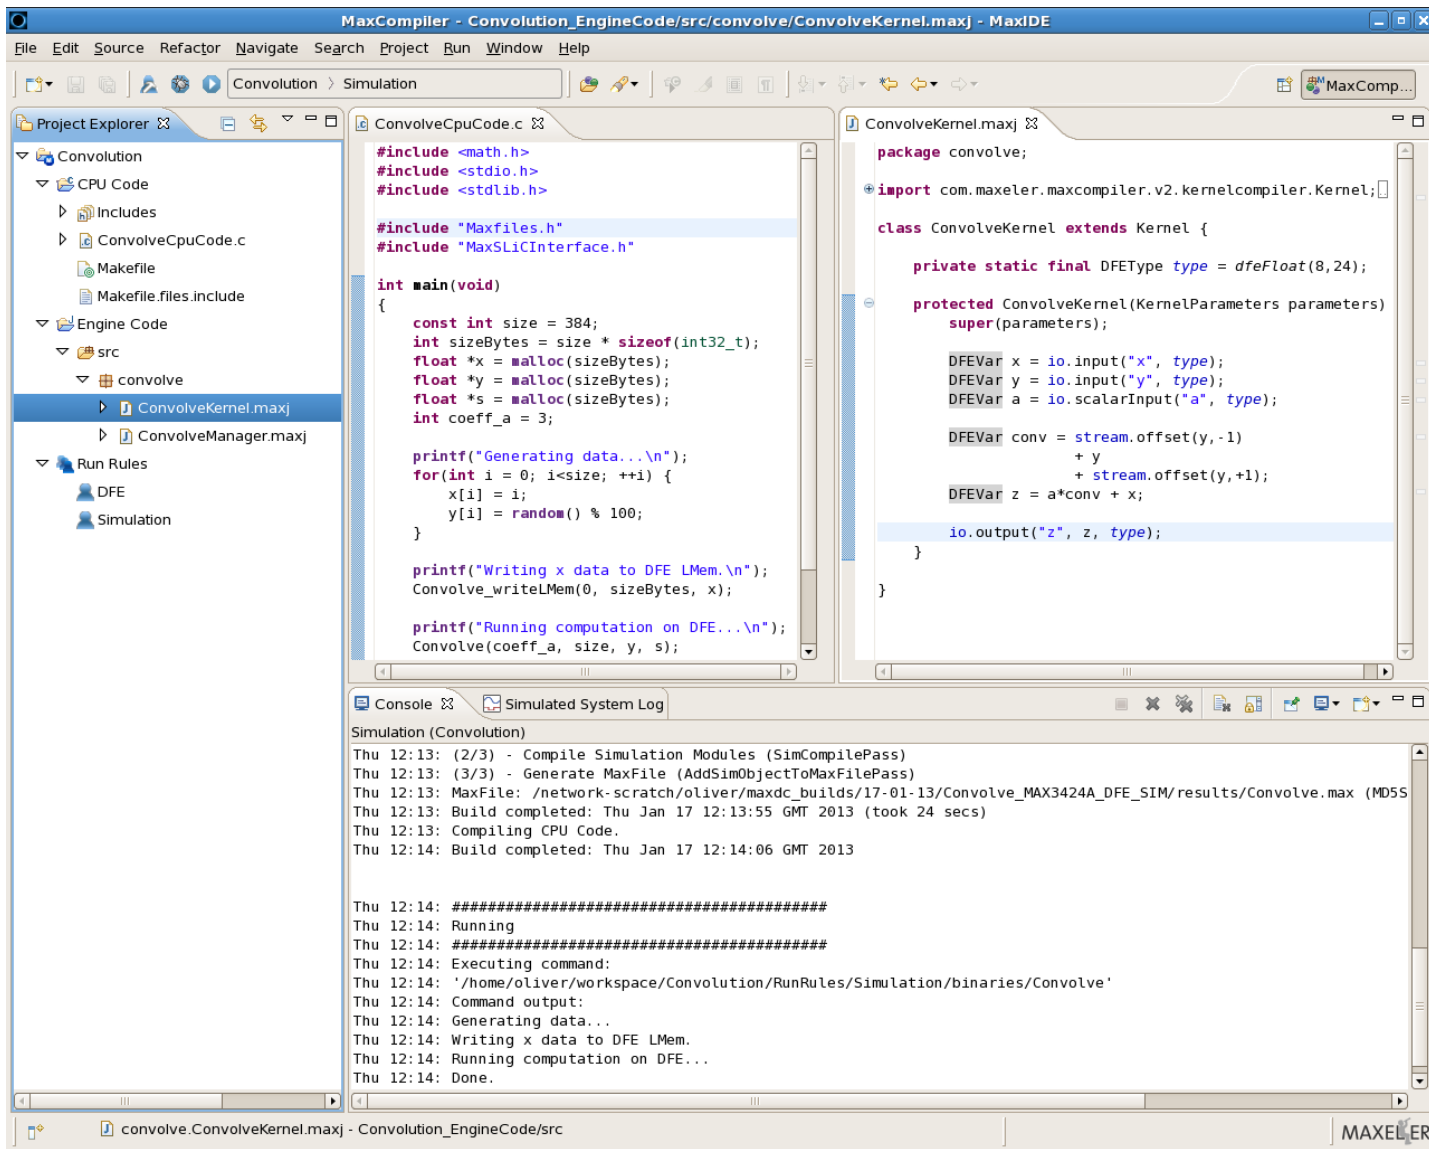 MaxCompiler - Convolution_EngineCode/src/convolve/ConvolveKernel.maxj - MaxIDE
File Edit Source Refactor Navigate Search Project Run Window Help
Convolution > Simulation
MaxComp...
Project Explorer
Convolution
CPU Code
Includes
ConvolveCpuCode.c
Makefile
Makefile.files.include
Engine Code
src
convolve
ConvolveKernel.maxj
ConvolveManager.maxj
Run Rules
DFE
Simulation
ConvolveCpuCode.c
#include <math.h>
#include <stdio.h>
#include <stdlib.h>
#include "Maxfiles.h"
#include "MaxSLiCInterface.h"
int main(void)
{
const int size = 384;
int sizeBytes = size * sizeof(int32_t);
float *x = malloc(sizeBytes);
float *y = malloc(sizeBytes);
float *s = malloc(sizeBytes);
int coeff_a = 3;
printf("Generating data...\n");
for(int i = 0; i<size; ++i) {
x[i] = i;
y[i] = random() % 100;
}
printf("Writing x data to DFE LMem.\n");
Convolve_writeLMem(0, sizeBytes, x);
printf("Running computation on DFE...\n");
Convolve(coeff_a, size, y, s);
ConvolveKernel.maxj
package convolve;
import com.maxeler.maxcompiler.v2.kernelcompiler.Kernel;
class ConvolveKernel extends Kernel {
private static final DFEType type = dfeFloat(8,24);
protected ConvolveKernel(KernelParameters parameters)
super(parameters);
DFEVar x = io.input("x", type);
DFEVar y = io.input("y", type);
DFEVar a = io.scalarInput("a", type);
DFEVar conv = stream.offset(y,-1)
+ y
+ stream.offset(y,+1);
DFEVar z = a*conv + x;
io.output("z", z, type);
}
}
Console
Simulated System Log
Simulation (Convolution)
Thu 12:13: (2/3) - Compile Simulation Modules (SimCompilePass)
Thu 12:13: (3/3) - Generate MaxFile (AddSimObjectToMaxFilePass)
Thu 12:13: MaxFile: /network-scratch/oliver/maxdc_builds/17-01-13/Convolve_MAX3424A_DFE_SIM/results/Convolve.max (MD5S
Thu 12:13: Build completed: Thu Jan 17 12:13:55 GMT 2013 (took 24 secs)
Thu 12:13: Compiling CPU Code.
Thu 12:14: Build completed: Thu Jan 17 12:14:06 GMT 2013
Thu 12:14: ##########################################
Thu 12:14: Running
Thu 12:14: ##########################################
Thu 12:14: Executing command:
Thu 12:14: '/home/oliver/workspace/Convolution/RunRules/Simulation/binaries/Convolve'
Thu 12:14: Command output:
Thu 12:14: Generating data...
Thu 12:14: Writing x data to DFE LMem.
Thu 12:14: Running computation on DFE...
Thu 12:14: Done.
convolve.ConvolveKernel.maxj - Convolution_EngineCode/src
MAXELER